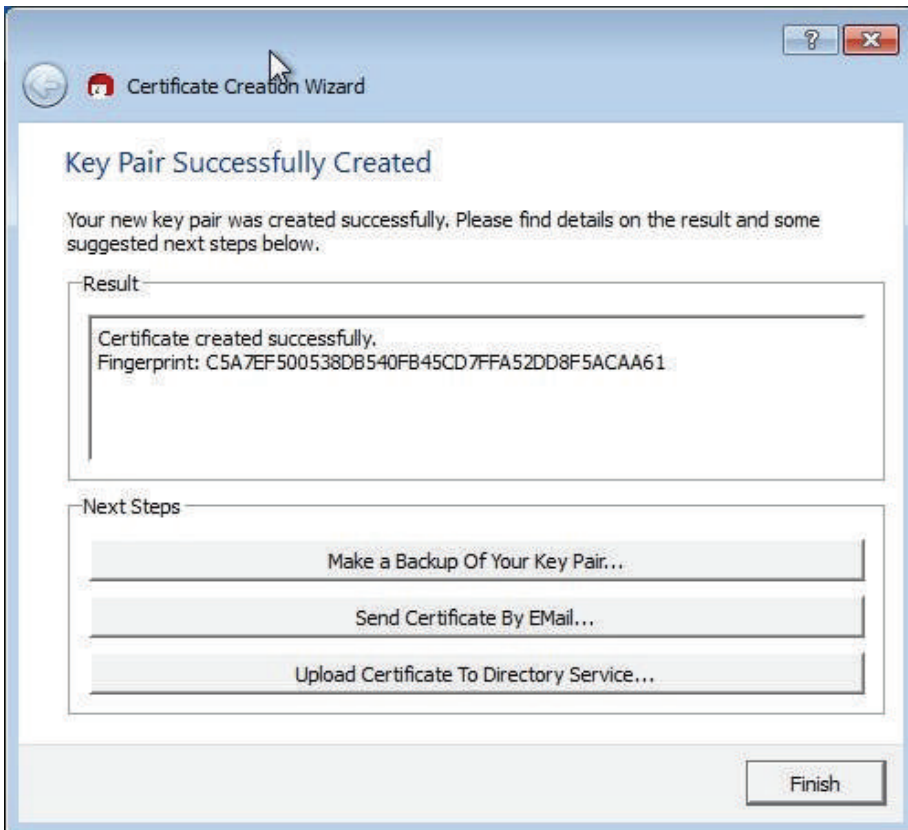 Certificate Creation Wizard
Key Pair Successfully Created
Your new key pair was created successfully. Please find details on the result and some
suggested next steps below.
Result
Certificate created successfully.
Fingerprint: C5A7EF500538DB540FB45CD7FFA52DD8F5ACAA61
Next Steps
Make a Backup Of Your Key Pair...
Send Certificate By EMail...
Upload Certificate To Directory Service...
Finish